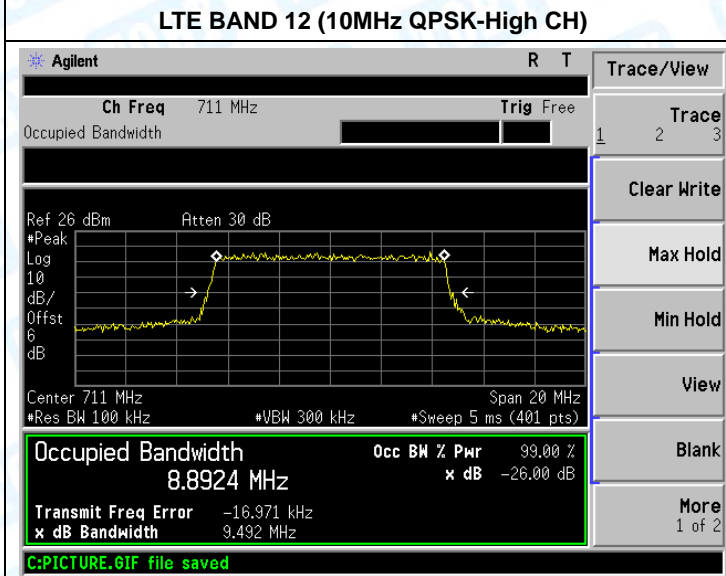 LTE BAND 12 (10MHz QPSK-High CH)
Agilent R T
Trace/View
Ch Freq 711 MHz Trig Free
Occupied Bandwidth
Trace
1 2 3
Clear Write
Ref 26 dBm Atten 30 dB
#Peak
Log
10
dB/
Offst
6
dB
Max Hold
Min Hold
View
Center 711 MHz Span 20 MHz
#Res BW 100 kHz #VBW 300 kHz #Sweep 5 ms (401 pts)
Occupied Bandwidth Occ BW % Pwr 99.00 %
8.8924 MHz x dB -26.00 dB
Blank
Transmit Freq Error -16.971 kHz
x dB Bandwidth 9.492 MHz
More
1 of 2
C:PICTURE.GIF file saved